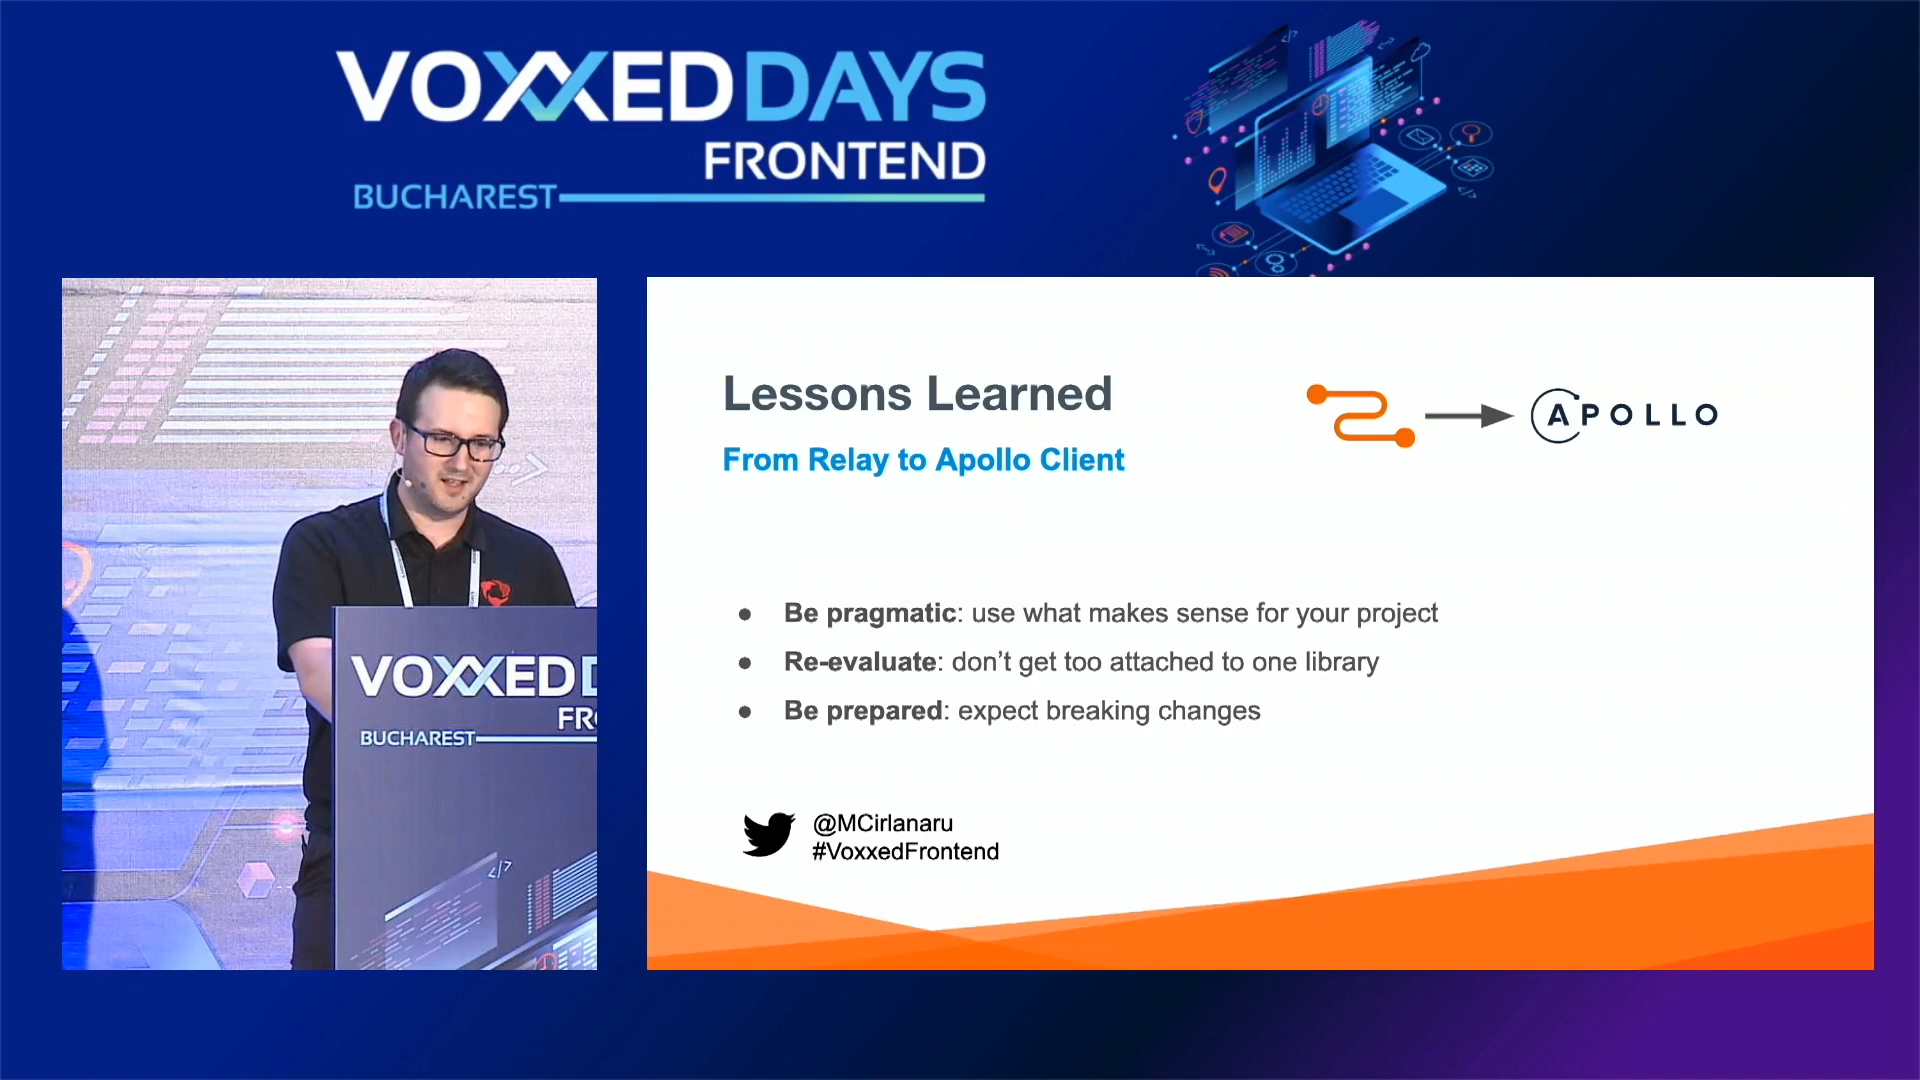 VOXXED DAYS
FRONTEND
BUCHAREST
Lessons Learned
From Relay to Apollo Client
APOLLO
● Be pragmatic: use what makes sense for your project
● Re-evaluate: don’t get too attached to one library
● Be prepared: expect breaking changes
@MCirlanaru
#VoxxedFrontend
VOXXED D
FR
BUCHAREST